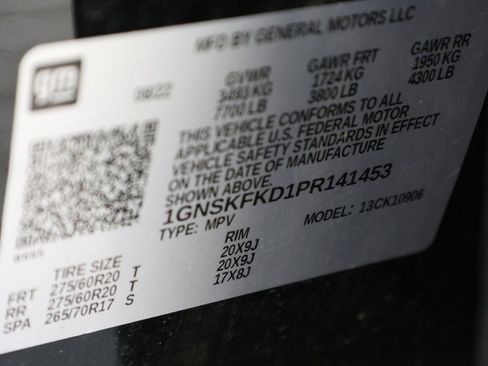 MFD BY GENERAL MOTORS LLC
gm
08/22
GVWR GAWR FRT GAWR RR
3493 KG 1724 KG 1950 KG
7700 LB 3800 LB 4300 LB
THIS VEHICLE CONFORMS TO ALL
APPLICABLE U.S. FEDERAL MOTOR
VEHICLE SAFETY STANDARDS IN EFFECT
ON THE DATE OF MANUFACTURE
SHOWN ABOVE.
1GNSKFKD1PR141453
TYPE: MPV MODEL: 13CK10906
TIRE SIZE RIM
FRT 275/60R20 T 20X9J
RR 275/60R20 T 20X9J
SPA 265/70R17 S 17X8J